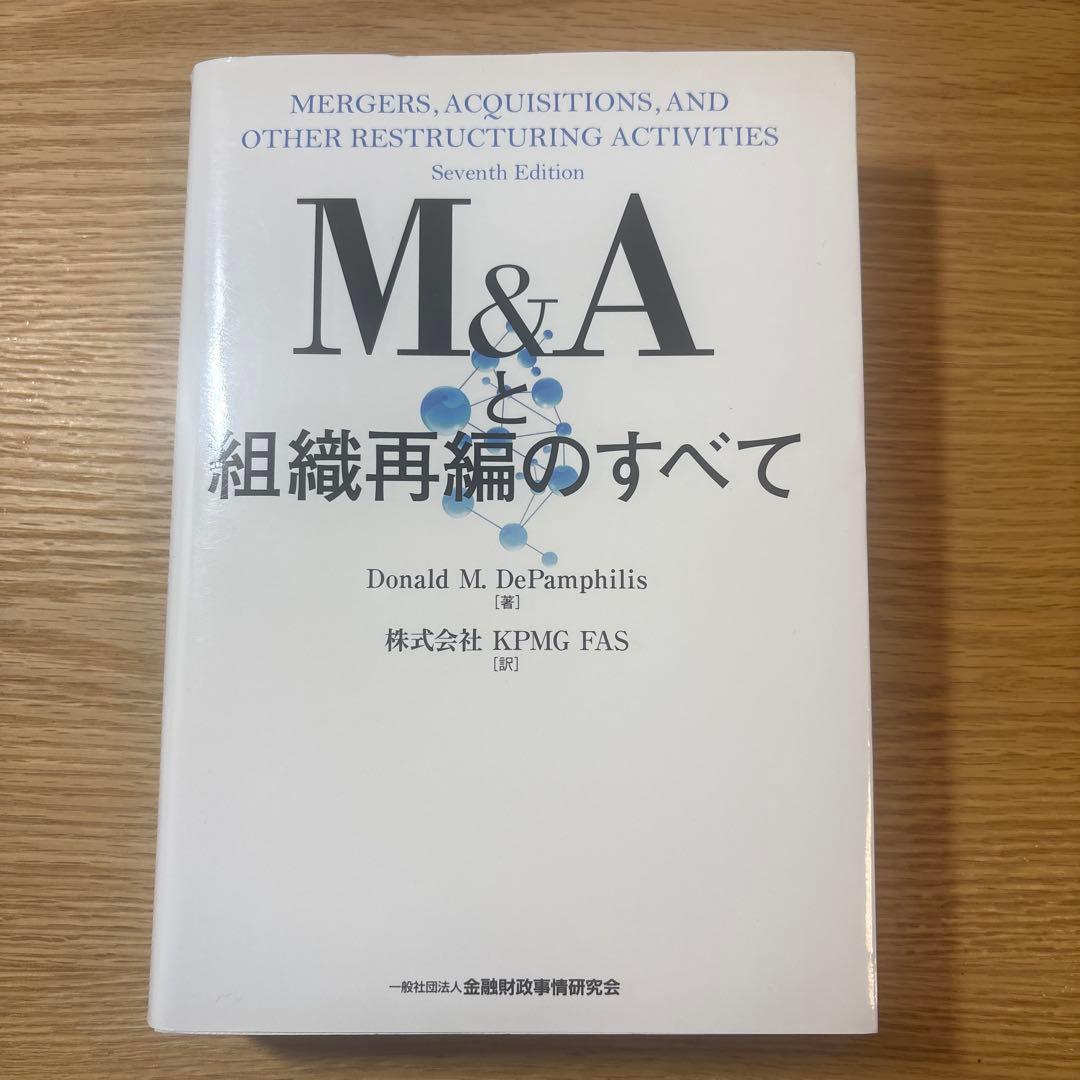 MERGERS, ACQUISITIONS, AND
OTHER RESTRUCTURING ACTIVITIES
Seventh Edition
M&A
と
組織再編のすべて
Donald M. DePamphilis
[著]
株式会社 KPMG FAS
[訳]
一般社団法人 金融財政事情研究会